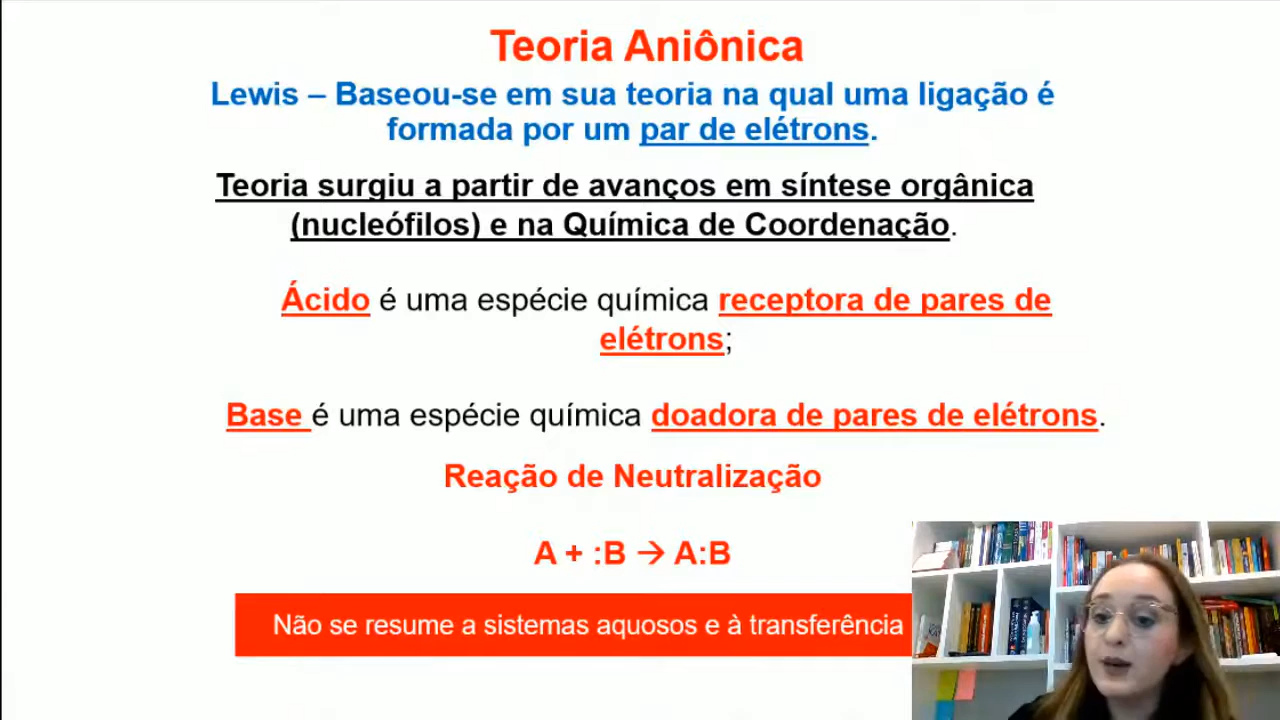 Teoria Aniônica
Lewis – Baseou-se em sua teoria na qual uma ligação é
formada por um par de elétrons.
Teoria surgiu a partir de avanços em síntese orgânica
(nucleófilos) e na Química de Coordenação.
Ácido é uma espécie química receptora de pares de
elétrons;
Base é uma espécie química doadora de pares de elétrons.
Reação de Neutralização
A + :B → A:B
Não se resume a sistemas aquosos e à transferência